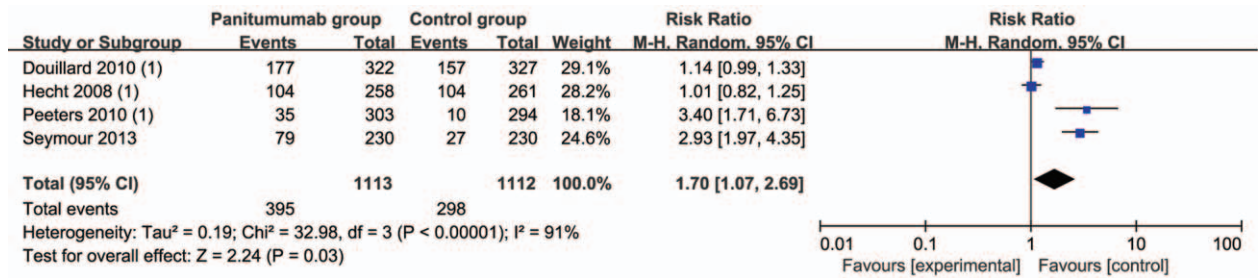 Panitumumab group Control group Risk Ratio Risk Ratio
Study or Subgroup Events Total Events Total Weight M-H. Random. 95% CI M-H. Random. 95% CI
Douillard 2010 (1) 177 322 157 327 29.1% 1.14 [0.99, 1.33]
Hecht 2008 (1) 104 258 104 261 28.2% 1.01 [0.82, 1.25]
Peeters 2010 (1) 35 303 10 294 18.1% 3.40 [1.71, 6.73]
Seymour 2013 79 230 27 230 24.6% 2.93 [1.97, 4.35]
Total (95% CI) 1113 1112 100.0% 1.70 [1.07, 2.69]
Total events 395 298
Heterogeneity: Tau² = 0.19; Chi² = 32.98, df = 3 (P < 0.00001); I² = 91%
Test for overall effect: Z = 2.24 (P = 0.03)
0.01 0.1 1 10 100
Favours [experimental] Favours [control]